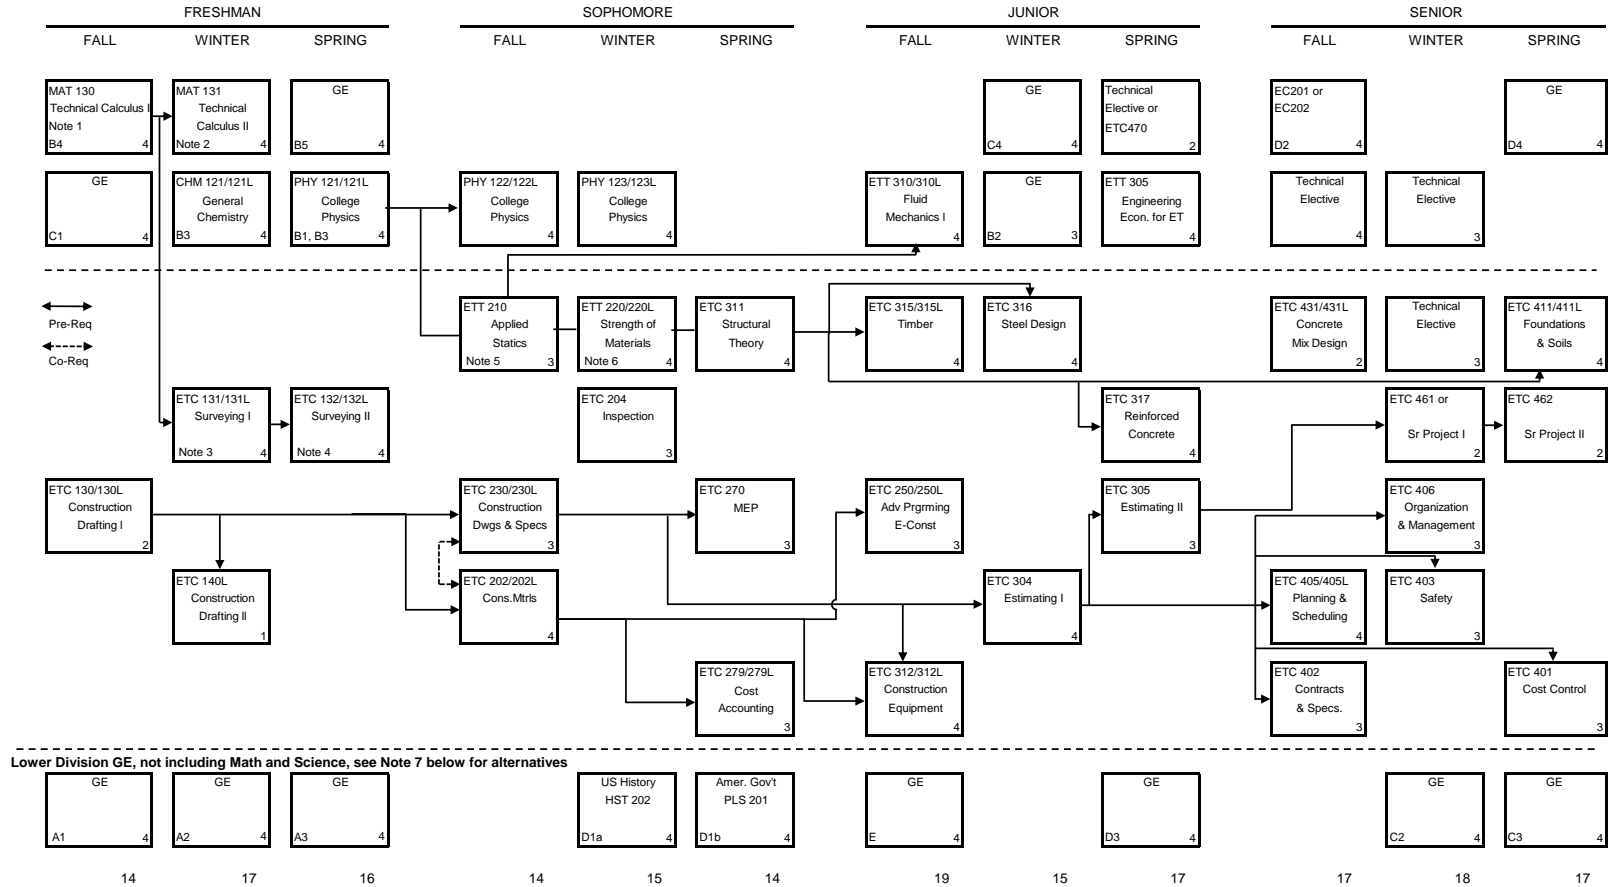 FRESHMAN
SOPHOMORE
JUNIOR
SENIOR
FALL
WINTER
SPRING
FALL
WINTER
SPRING
FALL
WINTER
SPRING
FALL
WINTER
SPRING
MAT 130
Technical Calculus I
Note 1
B4 4
MAT 131
Technical
Calculus II
Note 2 4
GE
B5 4
GE
C4 4
Technical
Elective or
ETC470
2
EC201 or
EC202
D2 4
GE
D4 4
GE
C1 4
CHM 121/121L
General
Chemistry
B3 4
PHY 121/121L
College
Physics
B1, B3 4
PHY 122/122L
College
Physics
4
PHY 123/123L
College
Physics
4
ETT 310/310L
Fluid
Mechanics I
4
GE
B2 3
ETT 305
Engineering
Econ. for ET
4
Technical
Elective
4
Technical
Elective
3
Pre-Req
Co-Req
ETT 210
Applied
Statics
Note 5 3
ETT 220/220L
Strength of
Materials
Note 6 4
ETC 311
Structural
Theory
4
ETC 315/315L
Timber
4
ETC 316
Steel Design
4
ETC 431/431L
Concrete
Mix Design
2
Technical
Elective
3
ETC 411/411L
Foundations
& Soils
4
ETC 131/131L
Surveying I
Note 3 4
ETC 132/132L
Surveying II
Note 4 4
ETC 204
Inspection
3
ETC 317
Reinforced
Concrete
4
ETC 461 or
Sr Project I
2
ETC 462
Sr Project II
2
ETC 130/130L
Construction
Drafting I
2
ETC 230/230L
Construction
Dwgs & Specs
3
ETC 270
MEP
3
ETC 250/250L
Adv Prgrming
E-Const
3
ETC 305
Estimating II
3
ETC 406
Organization
& Management
3
ETC 140L
Construction
Drafting II
1
ETC 202/202L
Cons.Mtrls
4
ETC 304
Estimating I
4
ETC 405/405L
Planning &
Scheduling
4
ETC 403
Safety
3
ETC 279/279L
Cost
Accounting
3
ETC 312/312L
Construction
Equipment
4
ETC 402
Contracts
& Specs.
3
ETC 401
Cost Control
3
Lower Division GE, not including Math and Science, see Note 7 below for alternatives
GE
A1 4
GE
A2 4
GE
A3 4
US History
HST 202
D1a 4
Amer. Gov't
PLS 201
D1b 4
GE
E 4
GE
D3 4
GE
C2 4
GE
C3 4
14
17
16
14
15
14
19
15
17
17
18
17